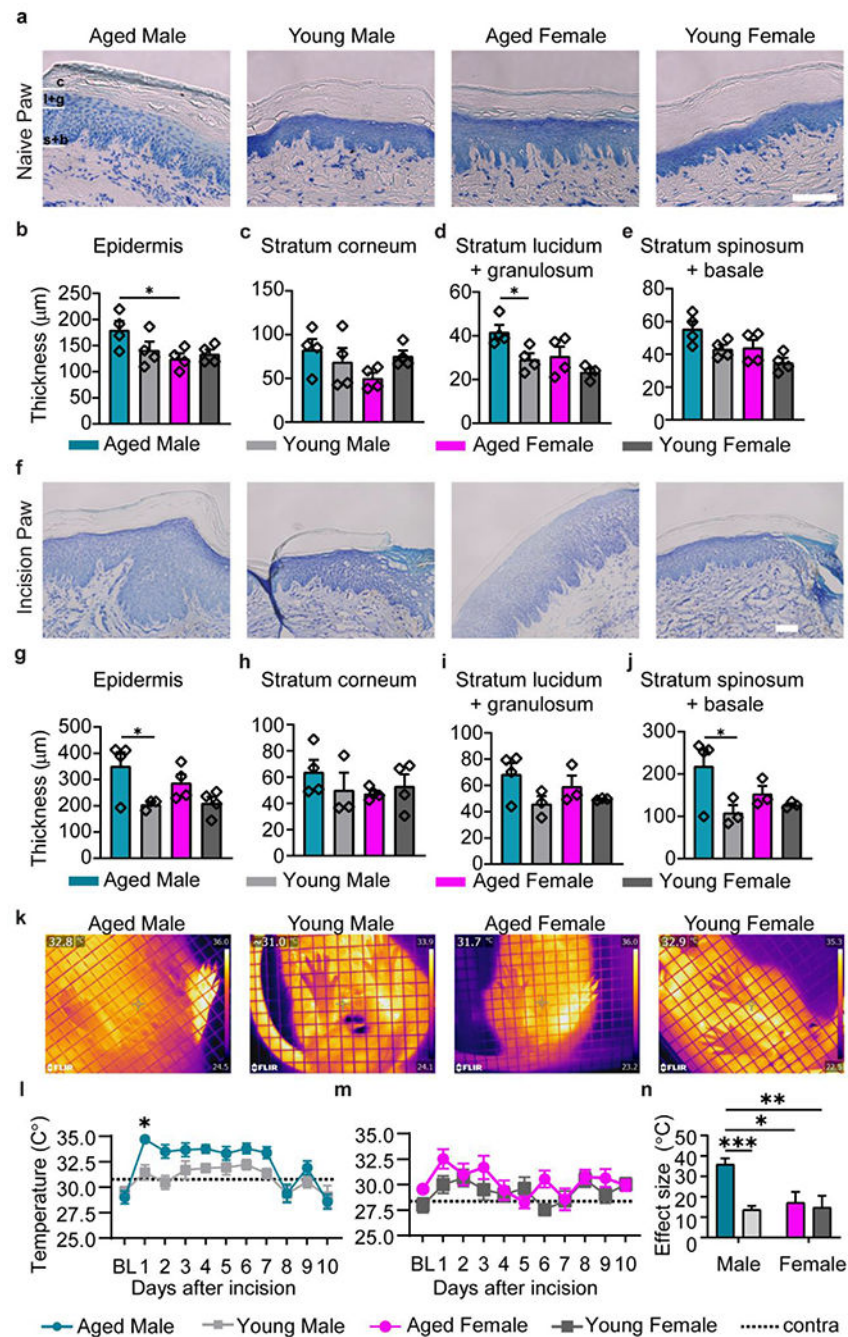 a
Aged Male Young Male Aged Female Young Female
Naive Paw
c
l+g
s+b
b Epidermis
c Stratum corneum
d Stratum lucidum
+ granulosum
e Stratum spinosum
+ basale
Thickness (µm)
250
200
150
100
50
0
*
150
100
50
0
60
40
20
0
*
80
60
40
20
0
Aged Male Young Male Aged Female Young Female
f
Incision Paw
g Epidermis
h Stratum corneum
i Stratum lucidum
+ granulosum
j Stratum spinosum
+ basale
Thickness (µm)
500
400
300
200
100
0
*
100
80
60
40
20
0
100
80
60
40
20
0
300
200
100
0
*
Aged Male Young Male Aged Female Young Female
k
Aged Male Young Male Aged Female Young Female
32.8 °C 36.0 24.5 FLIR
~31.0 °C 33.9 24.1 FLIR
31.7 °C 36.0 23.2 FLIR
32.9 °C 35.3 FLIR
l
Temperature (C°)
35.0
32.5
30.0
27.5
25.0
*
BL 1 2 3 4 5 6 7 8 9 10
Days after incision
m
35.0
32.5
30.0
27.5
25.0
BL 1 2 3 4 5 6 7 8 9 10
Days after incision
n
Effect size (°C)
50
40
30
20
10
0
**
*
***
Male Female
Aged Male Young Male Aged Female Young Female contra